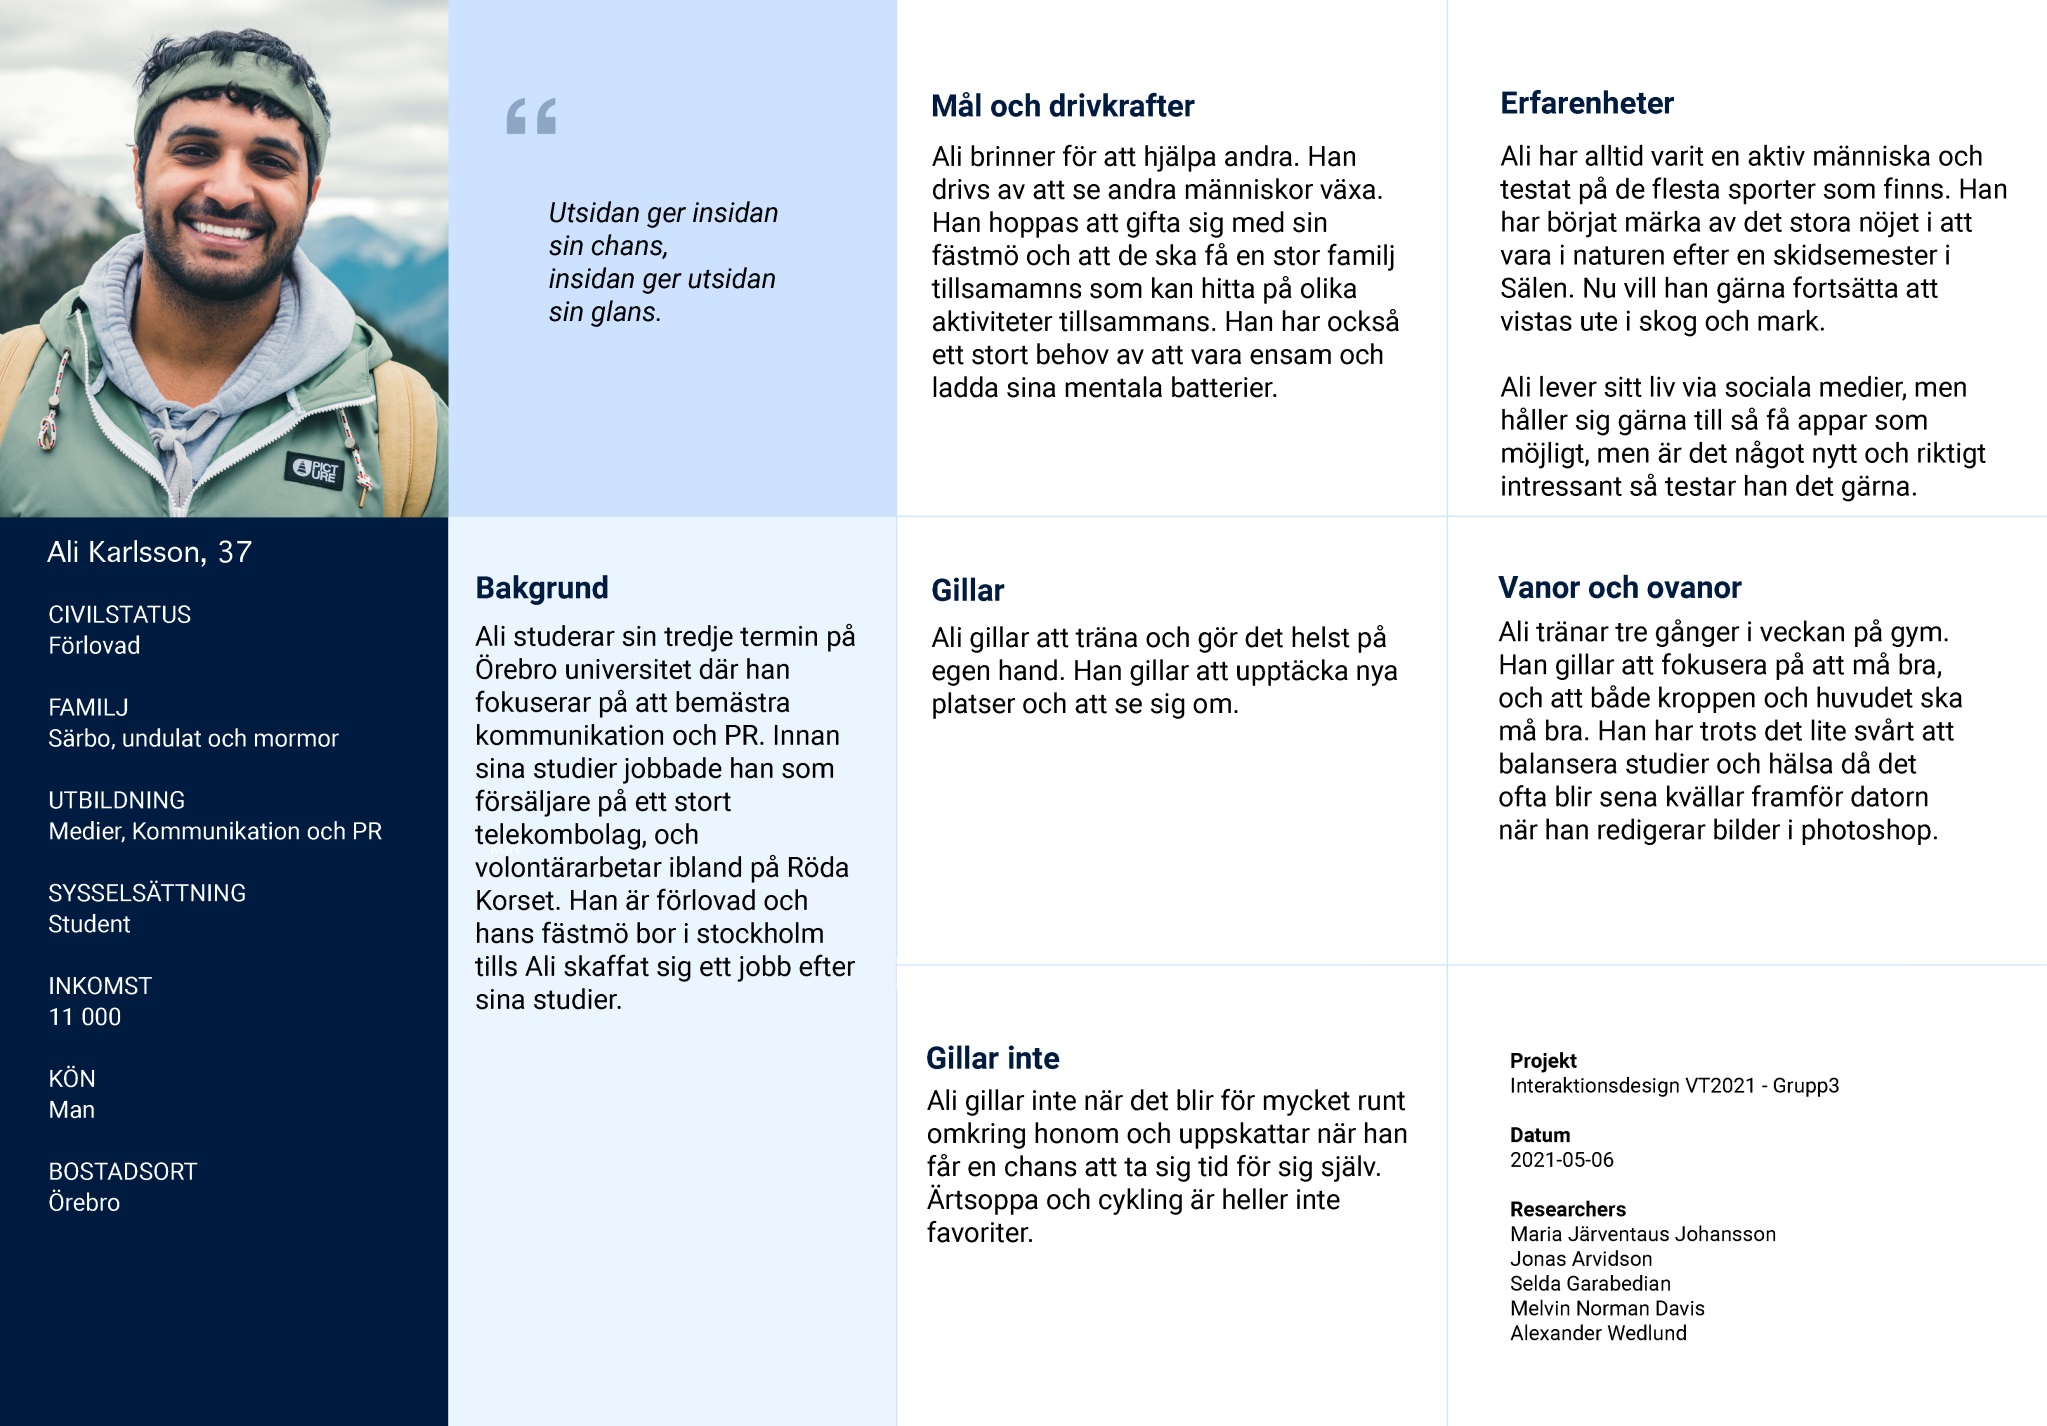 PICT
URE
Ali Karlsson, 37
CIVILSTATUS
Förlovad
FAMILJ
Särbo, undulat och mormor
UTBILDNING
Medier, Kommunikation och PR
SYSSELSÄTTNING
Student
INKOMST
11 000
KÖN
Man
BOSTADSORT
Örebro
“
Utsidan ger insidan
sin chans,
insidan ger utsidan
sin glans.
Bakgrund
Ali studerar sin tredje termin på
Örebro universitet där han
fokuserar på att bemästra
kommunikation och PR. Innan
sina studier jobbade han som
försäljare på ett stort
telekombolag, och
volontärarbetar ibland på Röda
Korset. Han är förlovad och
hans fästmö bor i stockholm
tills Ali skaffat sig ett jobb efter
sina studier.
Mål och drivkrafter
Ali brinner för att hjälpa andra. Han
drivs av att se andra människor växa.
Han hoppas att gifta sig med sin
fästmö och att de ska få en stor familj
tillsamamns som kan hitta på olika
aktiviteter tillsammans. Han har också
ett stort behov av att vara ensam och
ladda sina mentala batterier.
Gillar
Ali gillar att träna och gör det helst på
egen hand. Han gillar att upptäcka nya
platser och att se sig om.
Gillar inte
Ali gillar inte när det blir för mycket runt
omkring honom och uppskattar när han
får en chans att ta sig tid för sig själv.
Ärtsoppa och cykling är heller inte
favoriter.
Erfarenheter
Ali har alltid varit en aktiv människa och
testat på de flesta sporter som finns. Han
har börjat märka av det stora nöjet i att
vara i naturen efter en skidsemester i
Sälen. Nu vill han gärna fortsätta att
vistas ute i skog och mark.
Ali lever sitt liv via sociala medier, men
håller sig gärna till så få appar som
möjligt, men är det något nytt och riktigt
intressant så testar han det gärna.
Vanor och ovanor
Ali tränar tre gånger i veckan på gym.
Han gillar att fokusera på att må bra,
och att både kroppen och huvudet ska
må bra. Han har trots det lite svårt att
balansera studier och hälsa då det
ofta blir sena kvällar framför datorn
när han redigerar bilder i photoshop.
Projekt
Interaktionsdesign VT2021 - Grupp3
Datum
2021-05-06
Researchers
Maria Järventaus Johansson
Jonas Arvidson
Selda Garabedian
Melvin Norman Davis
Alexander Wedlund